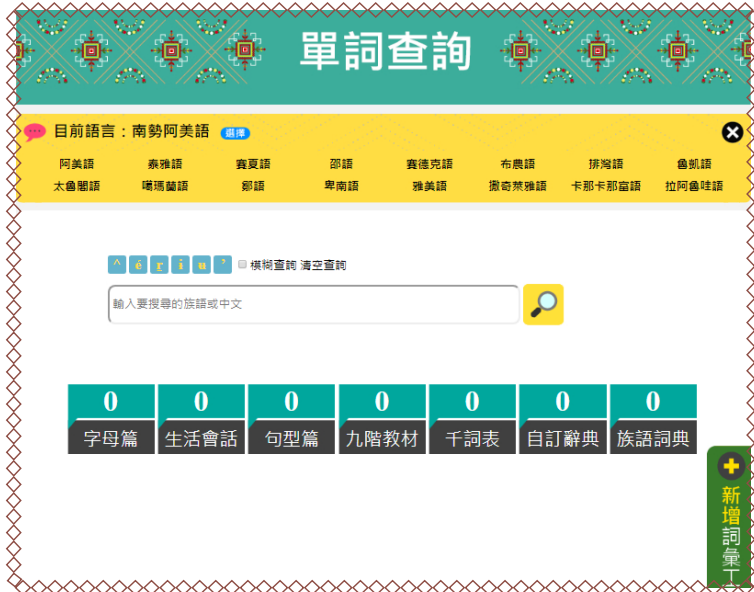 單詞查詢
目前語言：南勢阿美語 選擇
阿美語 泰雅語 賽夏語 邵語 賽德克語 布農語 排灣語 魯凱語
太魯閣語 噶瑪蘭語 鄒語 卑南語 雅美語 撒奇萊雅語 卡那卡那富語 拉阿魯哇語
^ é r i u ’ 模糊查詢 清空查詢
輸入要搜尋的族語或中文
0 0 0 0 0 0 0
字母篇 生活會話 句型篇 九階教材 千詞表 自訂辭典 族語詞典
新增詞彙